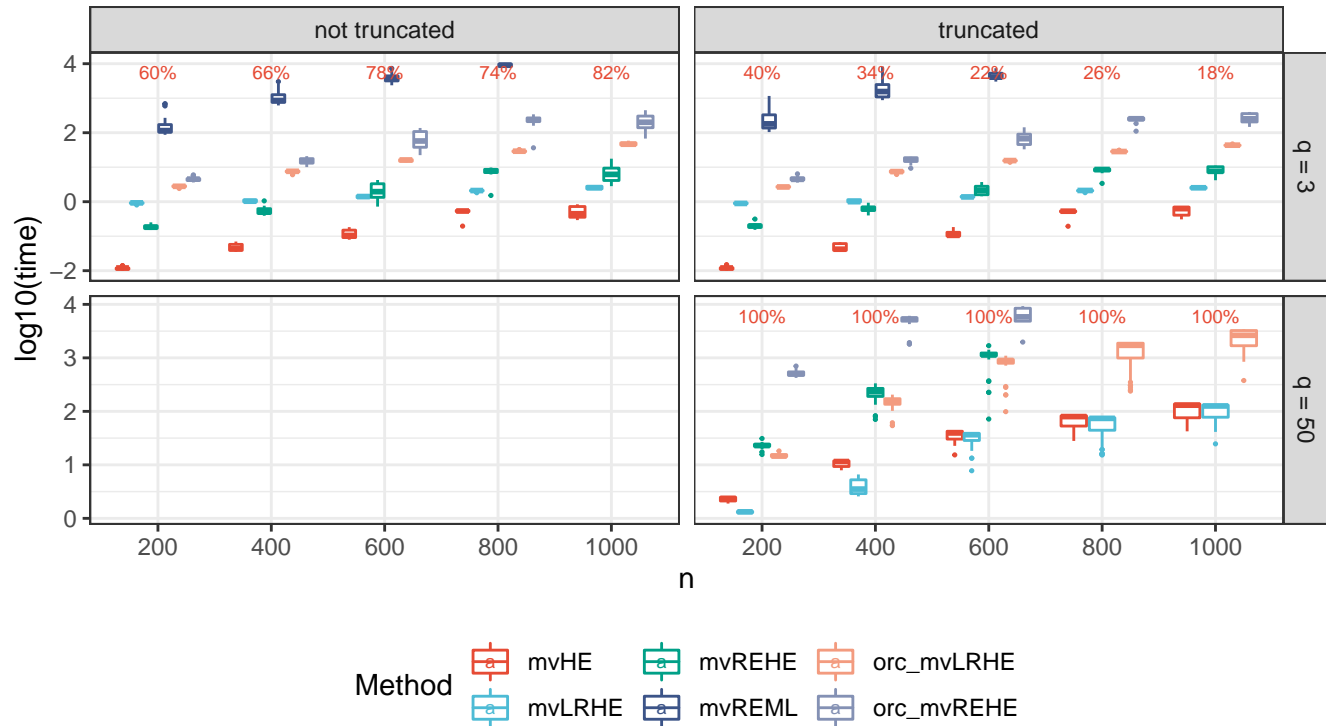 not truncated truncated
4 60% 66% 78% 74% 82% 40% 34% 22% 26% 18%
2
0
−2
q = 3
log10(time)
4 100% 100% 100% 100% 100%
3
2
1
0
q = 50
200 400 600 800 1000 200 400 600 800 1000
n
Method
a mvHE a mvREHE a orc_mvLRHE
a mvLRHE a mvREML a orc_mvREHE